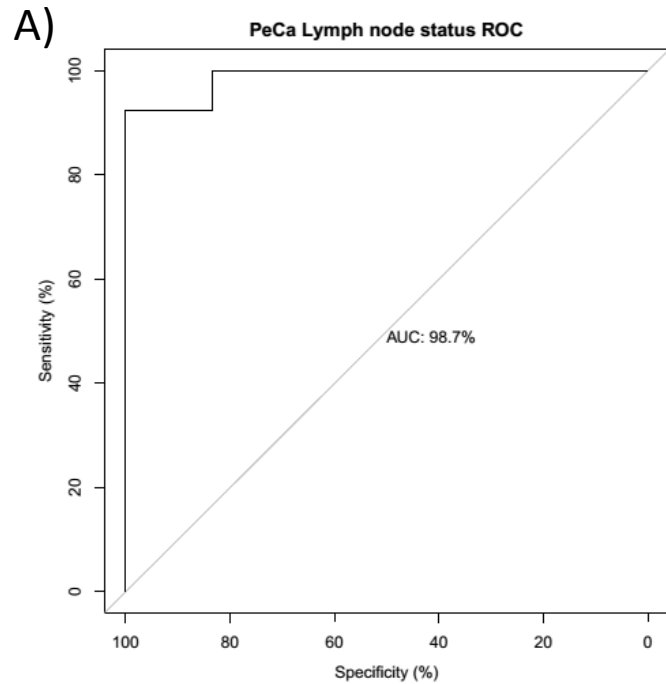 A)
PeCa Lymph node status ROC
100
80
60
40
20
0
Sensitivity (%)
AUC: 98.7%
100
80
60
40
20
0
Specificity (%)